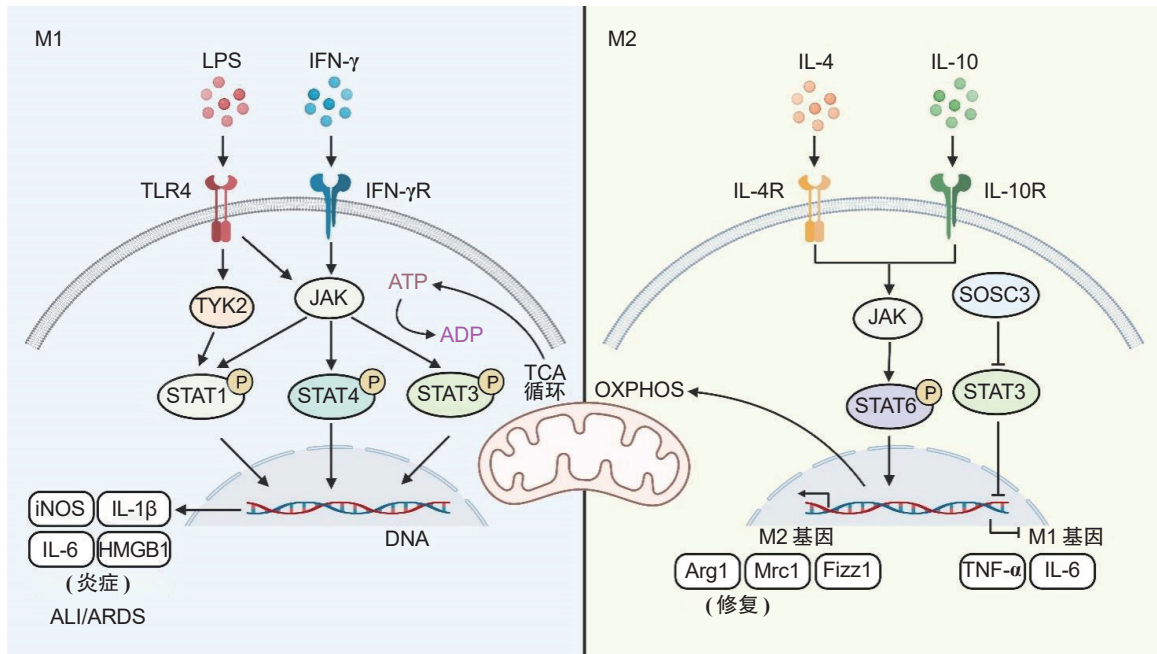 M1
LPS
IFN-γ
TLR4
IFN-γR
TYK2
JAK
ATP
ADP
TCA
循环
STAT1
P
STAT4
P
STAT3
P
iNOS
IL-1β
IL-6
HMGB1
(炎症)
ALI/ARDS
DNA
M2
IL-4
IL-10
IL-4R
IL-10R
JAK
SOSC3
OXPHOS
STAT6
P
STAT3
M2 基因
M1 基因
Arg1
Mrc1
Fizz1
TNF-α
IL-6
(修复)